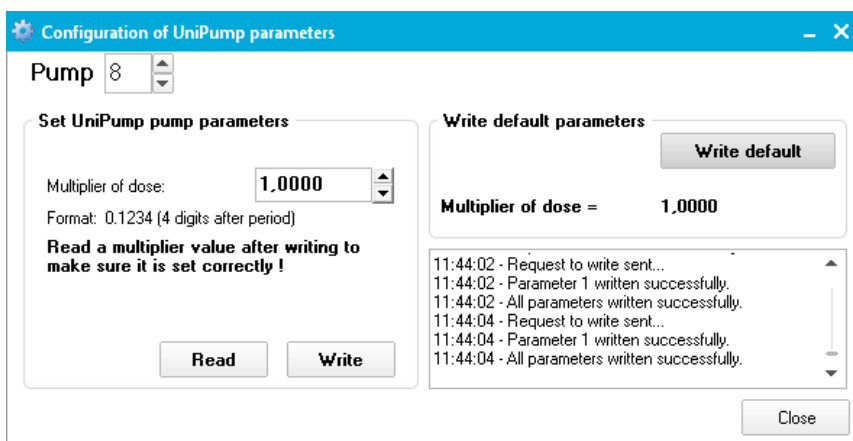 Configuration of UniPump parameters
Pump 8
Set UniPump pump parameters
Multiplier of dose: 1,0000
Format: 0.1234 (4 digits after period)
Read a multiplier value after writing to
make sure it is set correctly !
Read Write
Write default parameters
Write default
Multiplier of dose = 1,0000
11:44:02 - Request to write sent...
11:44:02 - Parameter 1 written successfully.
11:44:02 - All parameters written successfully.
11:44:04 - Request to write sent...
11:44:04 - Parameter 1 written successfully.
11:44:04 - All parameters written successfully.
Close